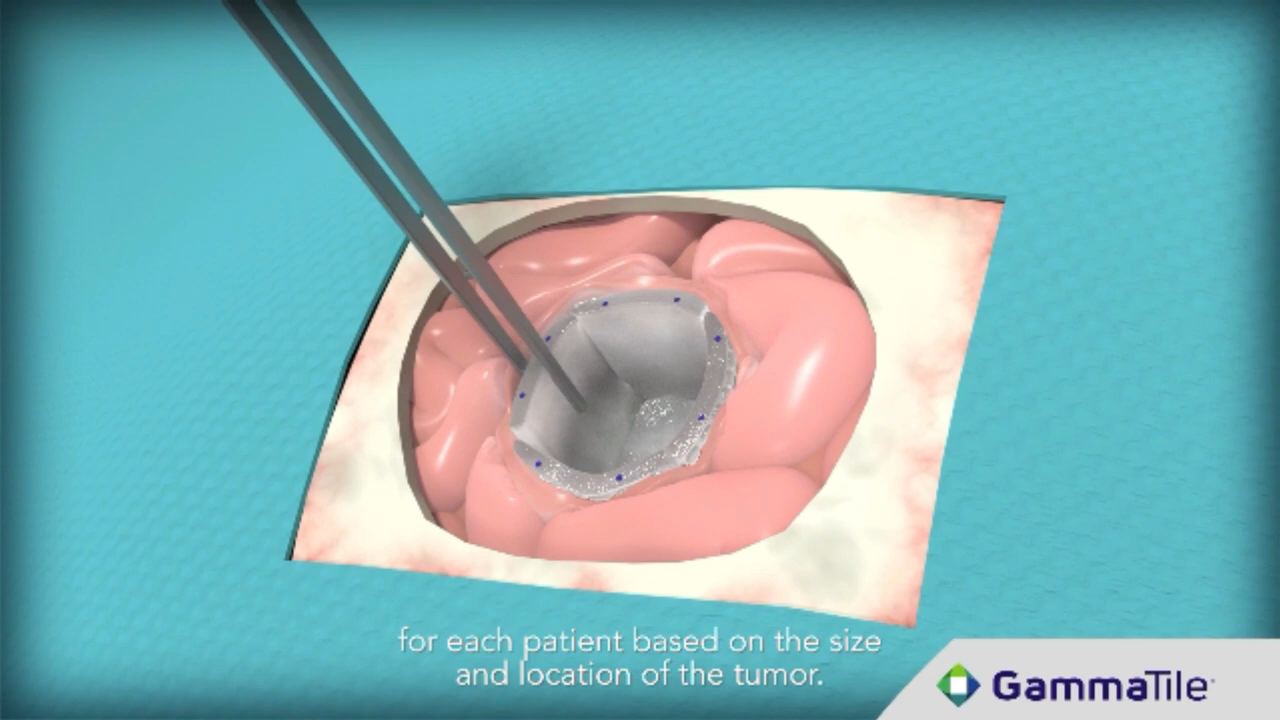 for each patient based on the size
and location of the tumor.
GammaTile